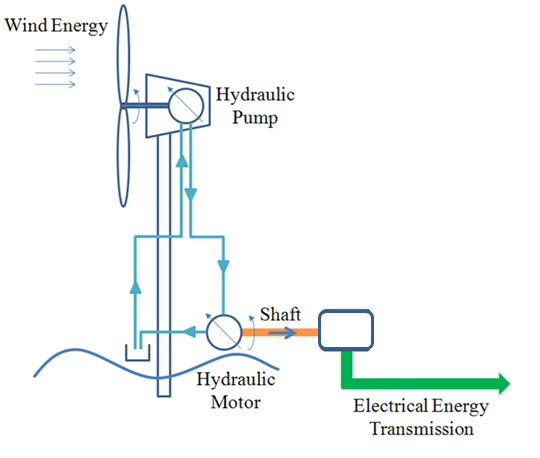 Wind Energy
Hydraulic
Pump
Shaft
Hydraulic
Motor
Electrical Energy
Transmission